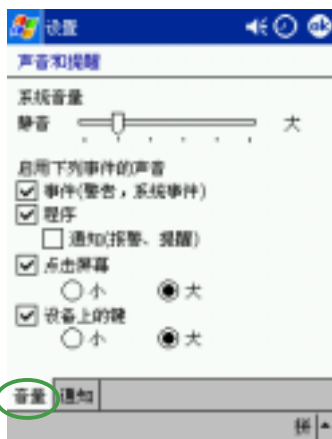 设置 ok
声音和提醒
系统音量
静音 大
启用下列事件的声音
事件(警告，系统事件)
程序
通知(报警、提醒)
点击屏幕
小 大
设备上的键
小 大
音量 通知
拼